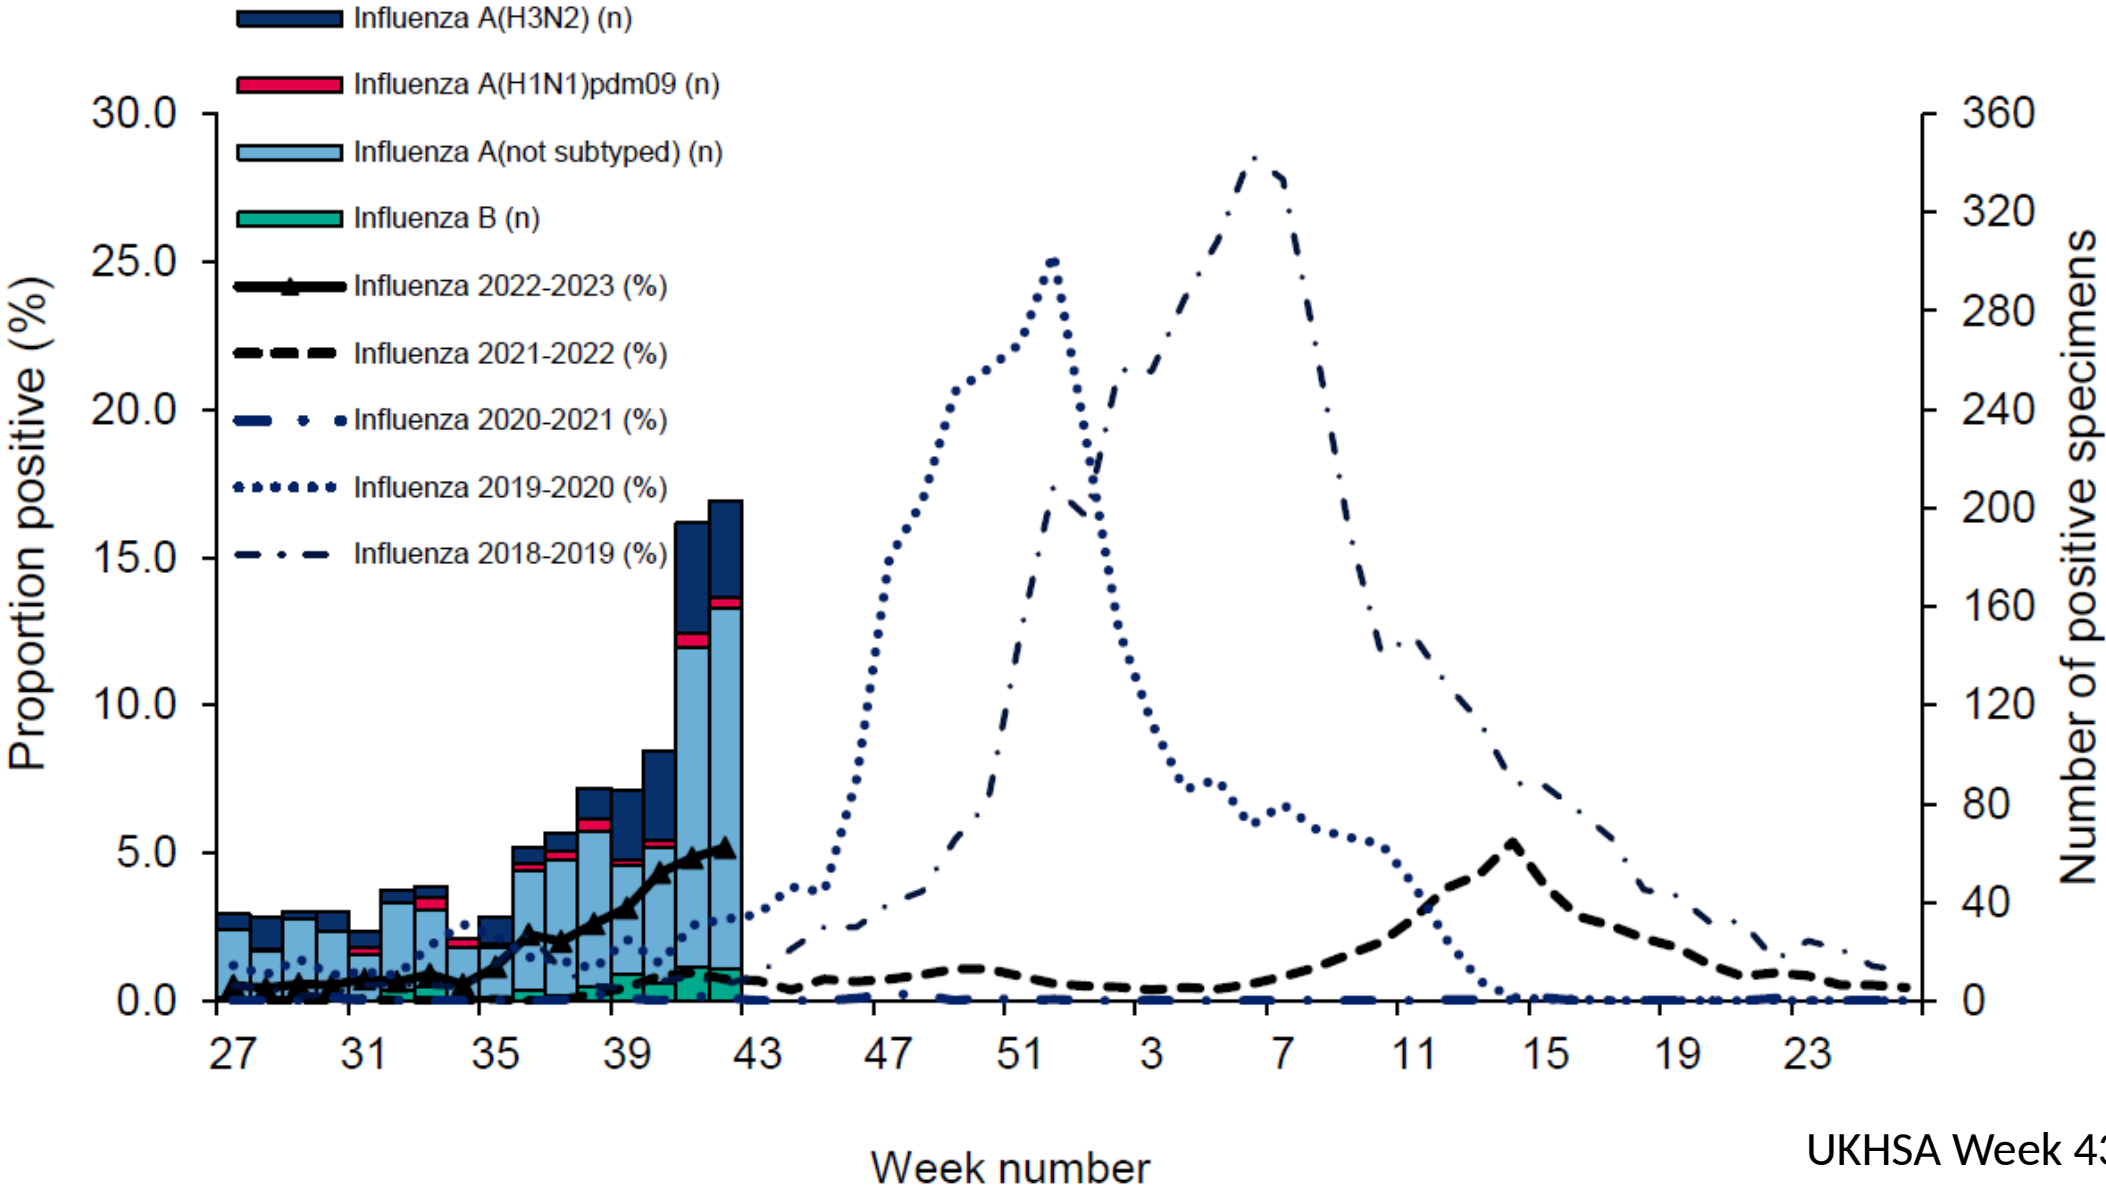 Influenza A(H3N2) (n)
Influenza A(H1N1)pdm09 (n)
Influenza A(not subtyped) (n)
Influenza B (n)
Influenza 2022-2023 (%)
Influenza 2021-2022 (%)
Influenza 2020-2021 (%)
Influenza 2019-2020 (%)
Influenza 2018-2019 (%)
Proportion positive (%)
30.0
25.0
20.0
15.0
10.0
5.0
0.0
360
320
280
240
200
160
120
80
40
0
Number of positive specimens
27 31 35 39 43 47 51 3 7 11 15 19 23
Week number
UKHSA Week 43